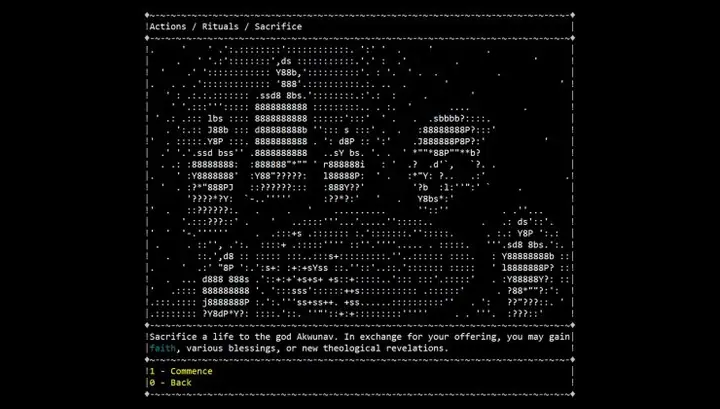 Actions / Rituals / Sacrifice
Sacrifice a life to the god Akwunav. In exchange for your offering, you may gain
faith, various blessings, or new theological revelations.
1 - Commence
0 - Back